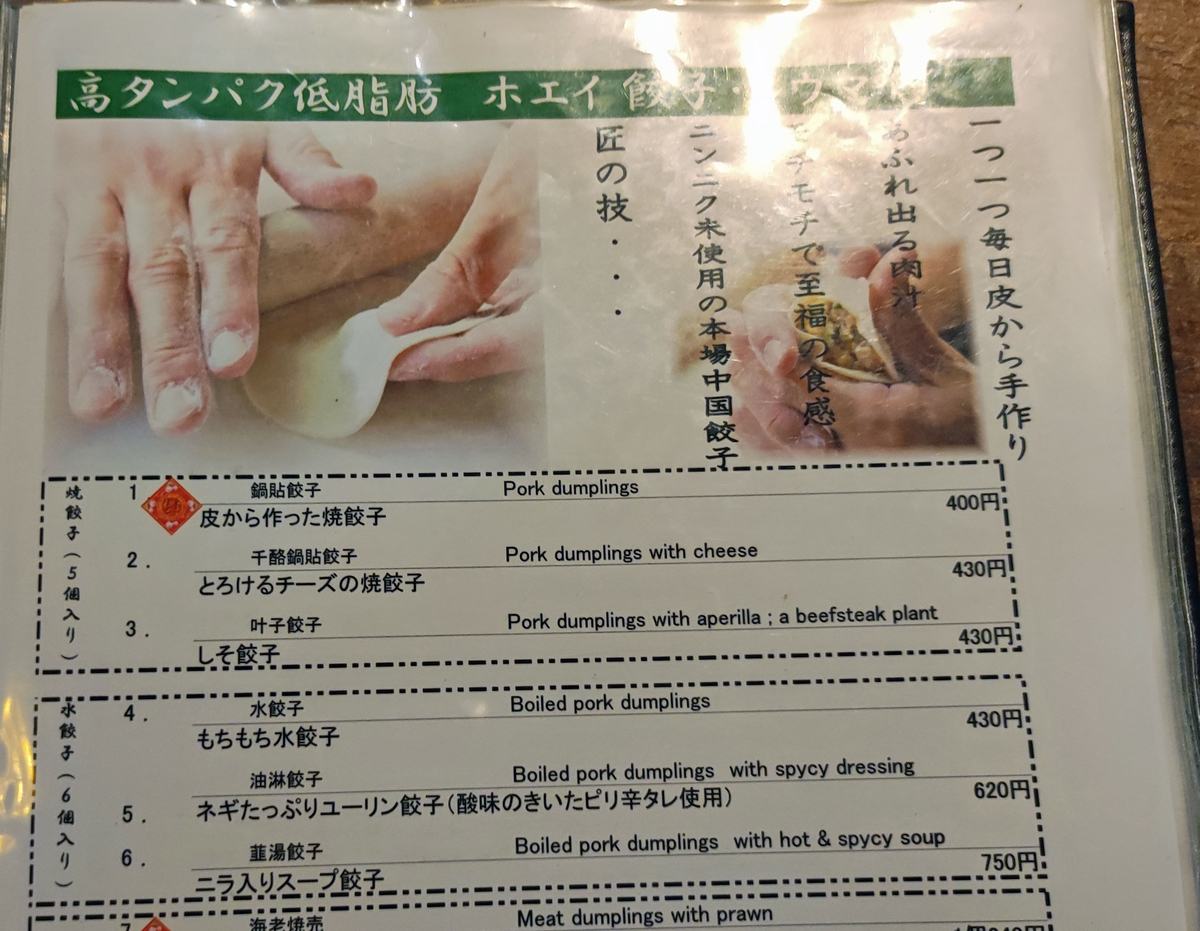 高タンパク低脂肪 ホエイ餃子・
一つ一つ毎日皮から手作り
あふれ出る肉汁
モチモチで至福の食感
ニンニク未使用の本場中国餃子
匠の技・・・
焼餃子(5個入り)
1 鍋貼餃子 Pork dumplings
皮から作った焼餃子 400円
2. 干酪鍋貼餃子 Pork dumplings with cheese
とろけるチーズの焼餃子 430円
3. 叶子餃子 Pork dumplings with aperilla ; a beefsteak plant
しそ餃子 430円
水餃子(6個入り)
4. 水餃子 Boiled pork dumplings
もちもち水餃子 430円
油淋餃子 Boiled pork dumplings with spycy dressing
5. ネギたっぷりユーリン餃子(酸味のきいたピリ辛タレ使用) 620円
6. 韮湯餃子 Boiled pork dumplings with hot & spycy soup
ニラ入りスープ餃子 750円
7 海老焼売 Meat dumplings with prawn